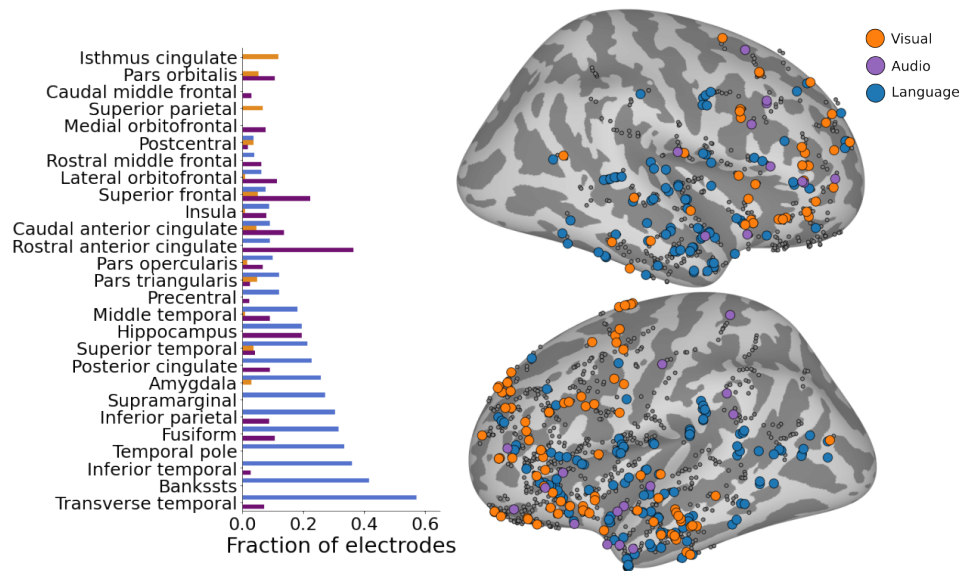 Isthmus cingulate
Pars orbitalis
Caudal middle frontal
Superior parietal
Medial orbitofrontal
Postcentral
Rostral middle frontal
Lateral orbitofrontal
Superior frontal
Insula
Caudal anterior cingulate
Rostral anterior cingulate
Pars opercularis
Pars triangularis
Precentral
Middle temporal
Hippocampus
Superior temporal
Posterior cingulate
Amygdala
Supramarginal
Inferior parietal
Fusiform
Temporal pole
Inferior temporal
Bankssts
Transverse temporal
0.0 0.2 0.4 0.6
Fraction of electrodes
Visual
Audio
Language